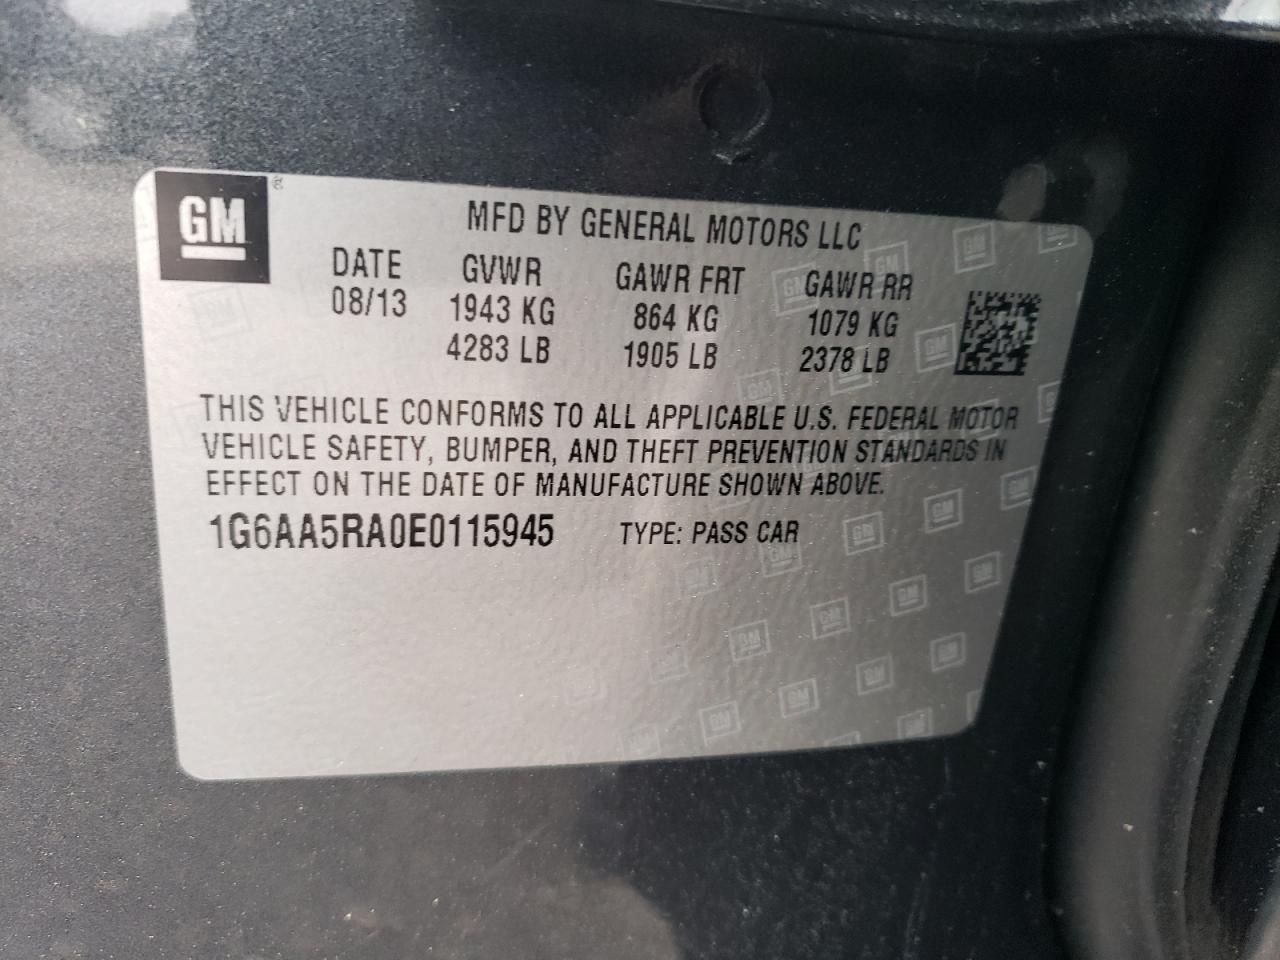 GM ®
MFD BY GENERAL MOTORS LLC
DATE GVWR GAWR FRT GAWR RR
08/13 1943 KG 864 KG 1079 KG
4283 LB 1905 LB 2378 LB
THIS VEHICLE CONFORMS TO ALL APPLICABLE U.S. FEDERAL MOTOR
VEHICLE SAFETY, BUMPER, AND THEFT PREVENTION STANDARDS IN
EFFECT ON THE DATE OF MANUFACTURE SHOWN ABOVE.
1G6AA5RA0E0115945 TYPE: PASS CAR